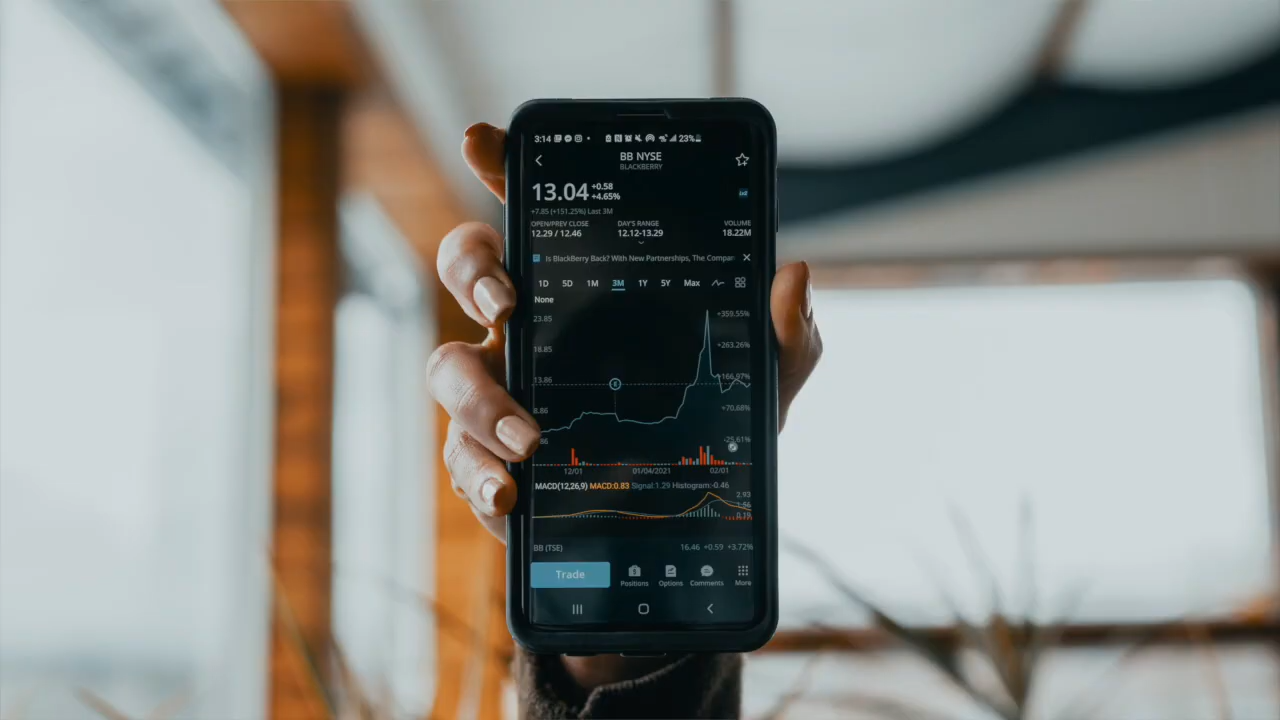 3:14 23%
BB NYSE
BLACKBERRY
13.04 +0.58
+4.65%
+7.85 (+151.25%) Last 3M
OPEN/PREV CLOSE DAY'S RANGE VOLUME
12.29 / 12.46 12.12-13.29 18.22M
Is BlackBerry Back? With New Partnerships, The Compan
1D 5D 1M 3M 1Y 5Y Max
None
23.85 +359.55%
18.85 +263.26%
13.86 +166.97%
E
8.86 +70.68%
86 -25.61%
12/01 01/04/2021 02/01
MACD(12,26,9) MACD:0.83 Signal:1.29 Histogram:-0.46
2.93
1.56
0.19
BB (TSE) 16.46 +0.59 +3.72%
Trade Positions Options Comments More